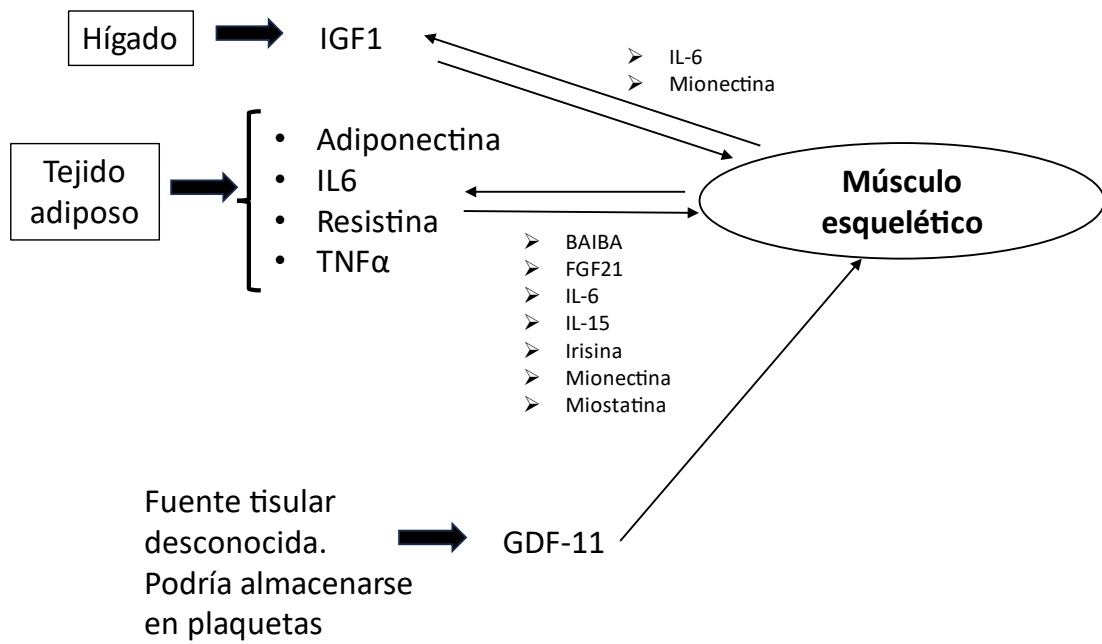 Hígado
IGF1
➢ IL-6
➢ Mionectina
Tejido
adiposo
• Adiponectina
• IL6
• Resistina
• TNFα
Músculo
esquelético
➢ BAIBA
➢ FGF21
➢ IL-6
➢ IL-15
➢ Irisina
➢ Mionectina
➢ Miostatina
Fuente tisular
desconocida.
Podría almacenarse
en plaquetas
GDF-11